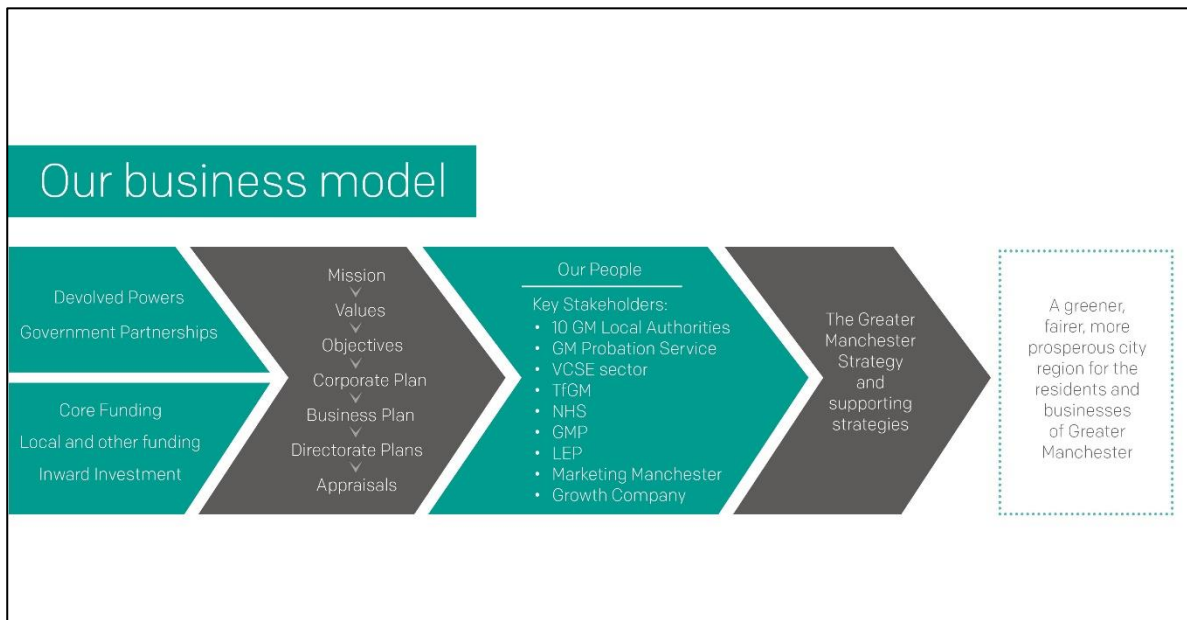 Our business model
Devolved Powers
Government Partnerships
Core Funding
Local and other funding
Inward Investment
Mission
Values
Objectives
Corporate Plan
Business Plan
Directorate Plans
Appraisals
Our People
Key Stakeholders:
• 10 GM Local Authorities
• GM Probation Service
• VCSE sector
• TfGM
• NHS
• GMP
• LEP
• Marketing Manchester
• Growth Company
The Greater
Manchester
Strategy
and
supporting
strategies
A greener,
fairer, more
prosperous city
region for the
residents and
businesses
of Greater
Manchester